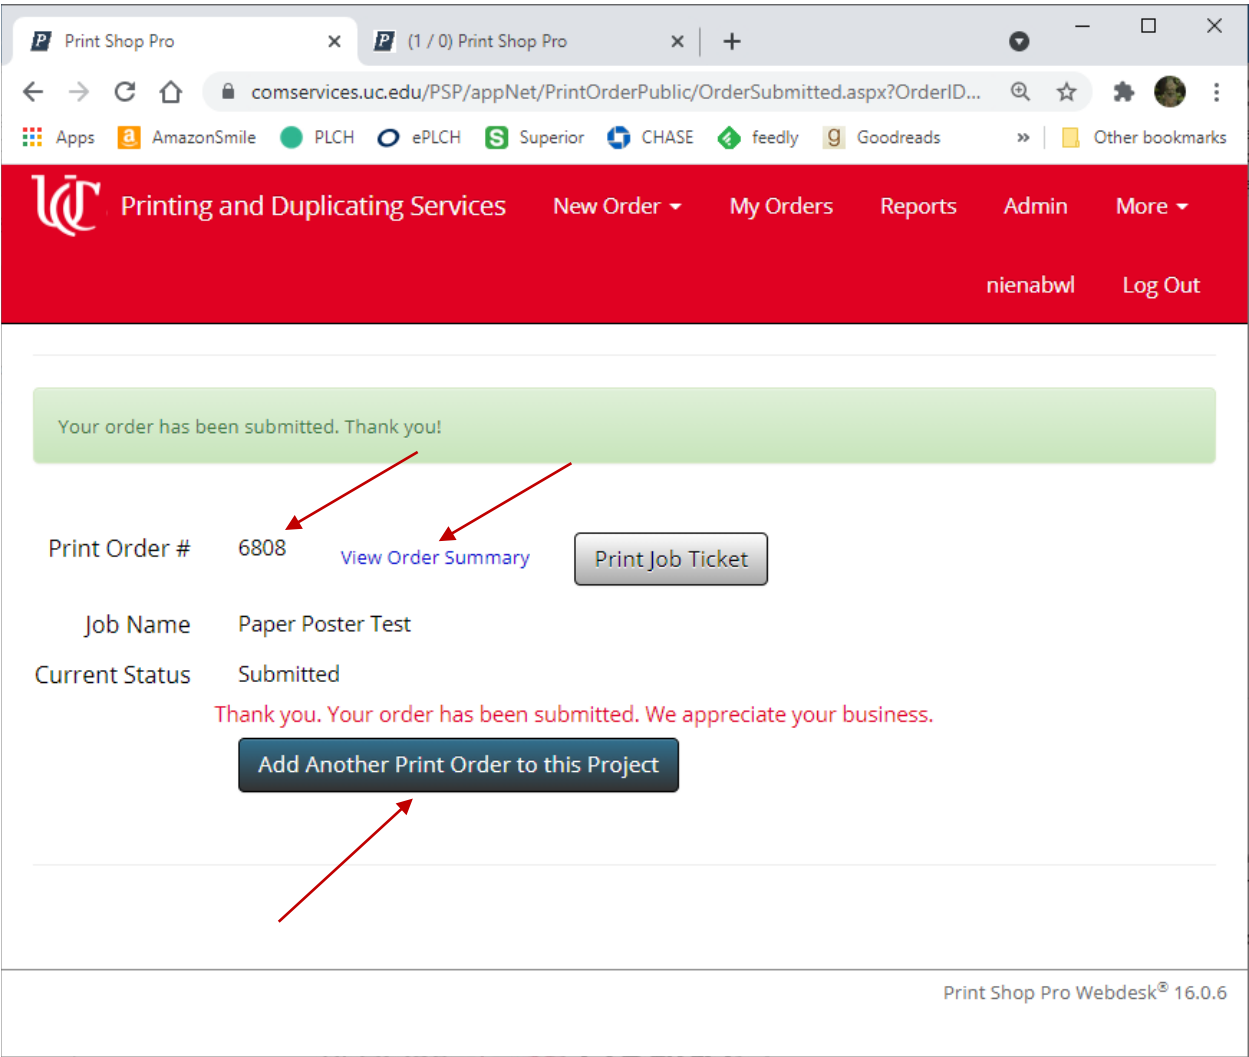 Print Shop Pro
(1 / 0) Print Shop Pro
comservices.uc.edu/PSP/appNet/PrintOrderPublic/OrderSubmitted.aspx?OrderID...
Apps AmazonSmile PLCH ePLCH Superior CHASE feedly Goodreads » Other bookmarks
UC Printing and Duplicating Services New Order My Orders Reports Admin More
nienabwl Log Out
Your order has been submitted. Thank you!
Print Order # 6808 View Order Summary Print Job Ticket
Job Name Paper Poster Test
Current Status Submitted
Thank you. Your order has been submitted. We appreciate your business.
Add Another Print Order to this Project
Print Shop Pro Webdesk® 16.0.6